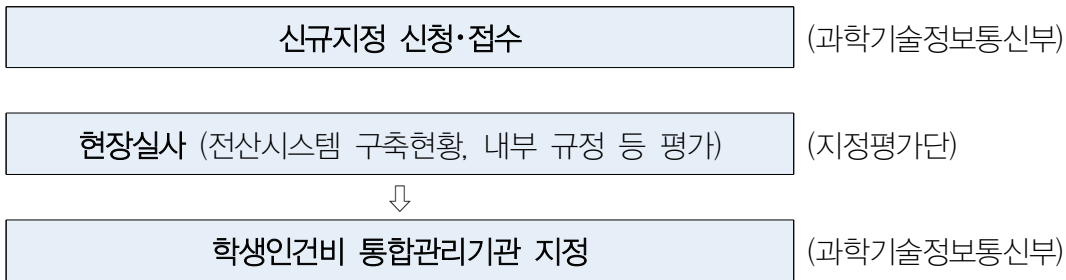 신규지정 신청·접수 (과학기술정보통신부)
현장실사 (전산시스템 구축현황, 내부 규정 등 평가) (지정평가단)
⇩
학생인건비 통합관리기관 지정 (과학기술정보통신부)